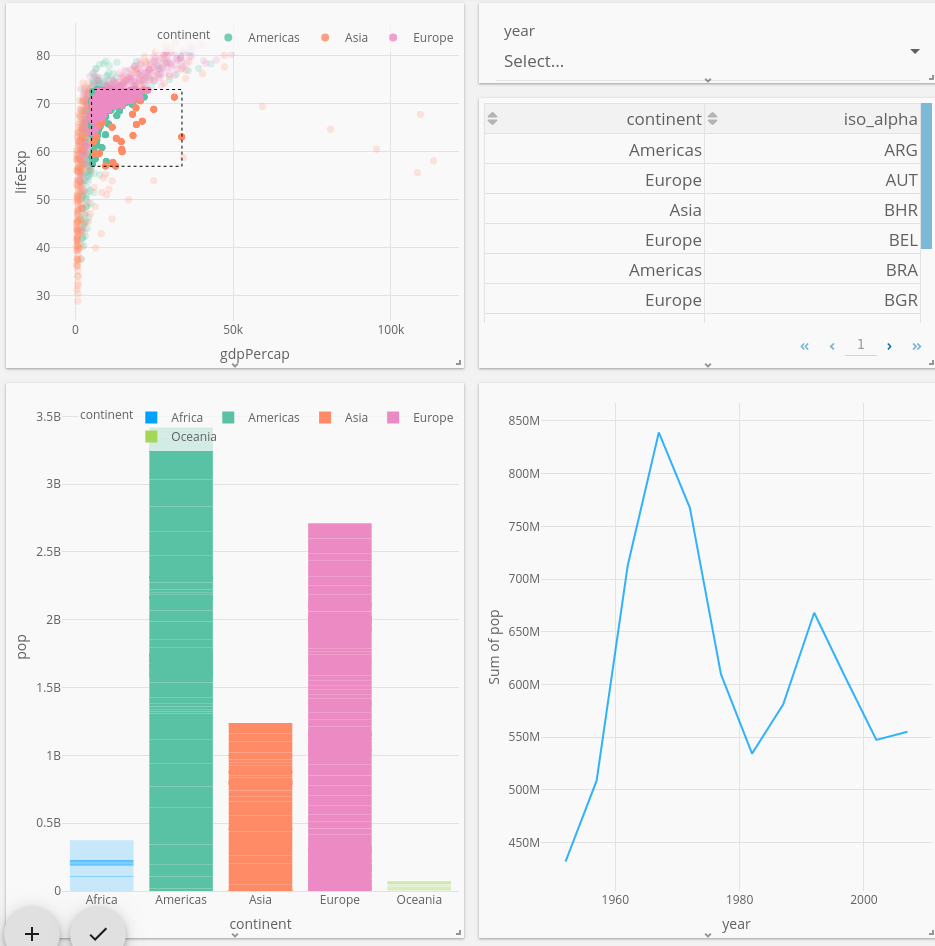 continent Americas Asia Europe
80
70
60
50
40
30
lifeExp
0 50k 100k
gdpPercap
year
Select...
continent iso_alpha
Americas ARG
Europe AUT
Asia BHR
Europe BEL
Americas BRA
Europe BGR
« ‹ 1 › »
continent Africa Americas Asia Europe
Oceania
3.5B
3B
2.5B
2B
1.5B
1B
0.5B
0
pop
Africa Americas Asia Europe Oceania
continent
850M
800M
750M
700M
650M
600M
550M
500M
450M
Sum of pop
1960 1980 2000
year